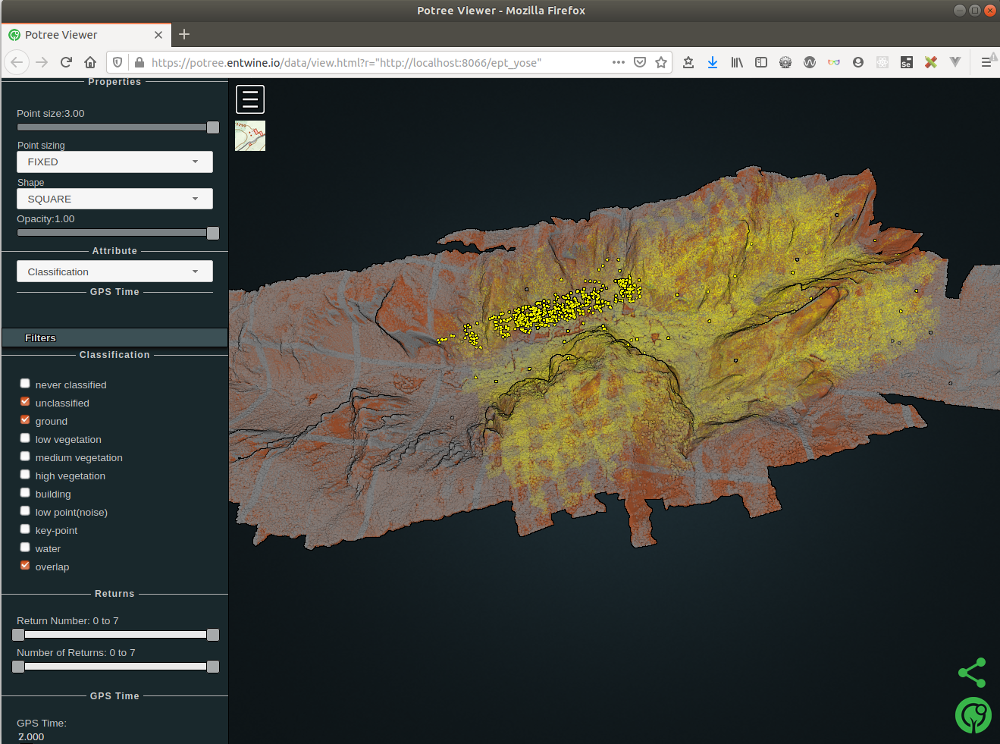 Potree Viewer - Mozilla Firefox
Potree Viewer
https://potree.entwine.io/data/view.html?r="http://localhost:8066/ept_yose"
Se
Properties
Point size:3.00
Point sizing
FIXED
Shape
SQUARE
Opacity:1.00
Attribute
Classification
GPS Time
Filters
Classification
never classified
unclassified
ground
low vegetation
medium vegetation
high vegetation
building
low point(noise)
key-point
water
overlap
Returns
Return Number: 0 to 7
Number of Returns: 0 to 7
GPS Time
GPS Time:
2.000